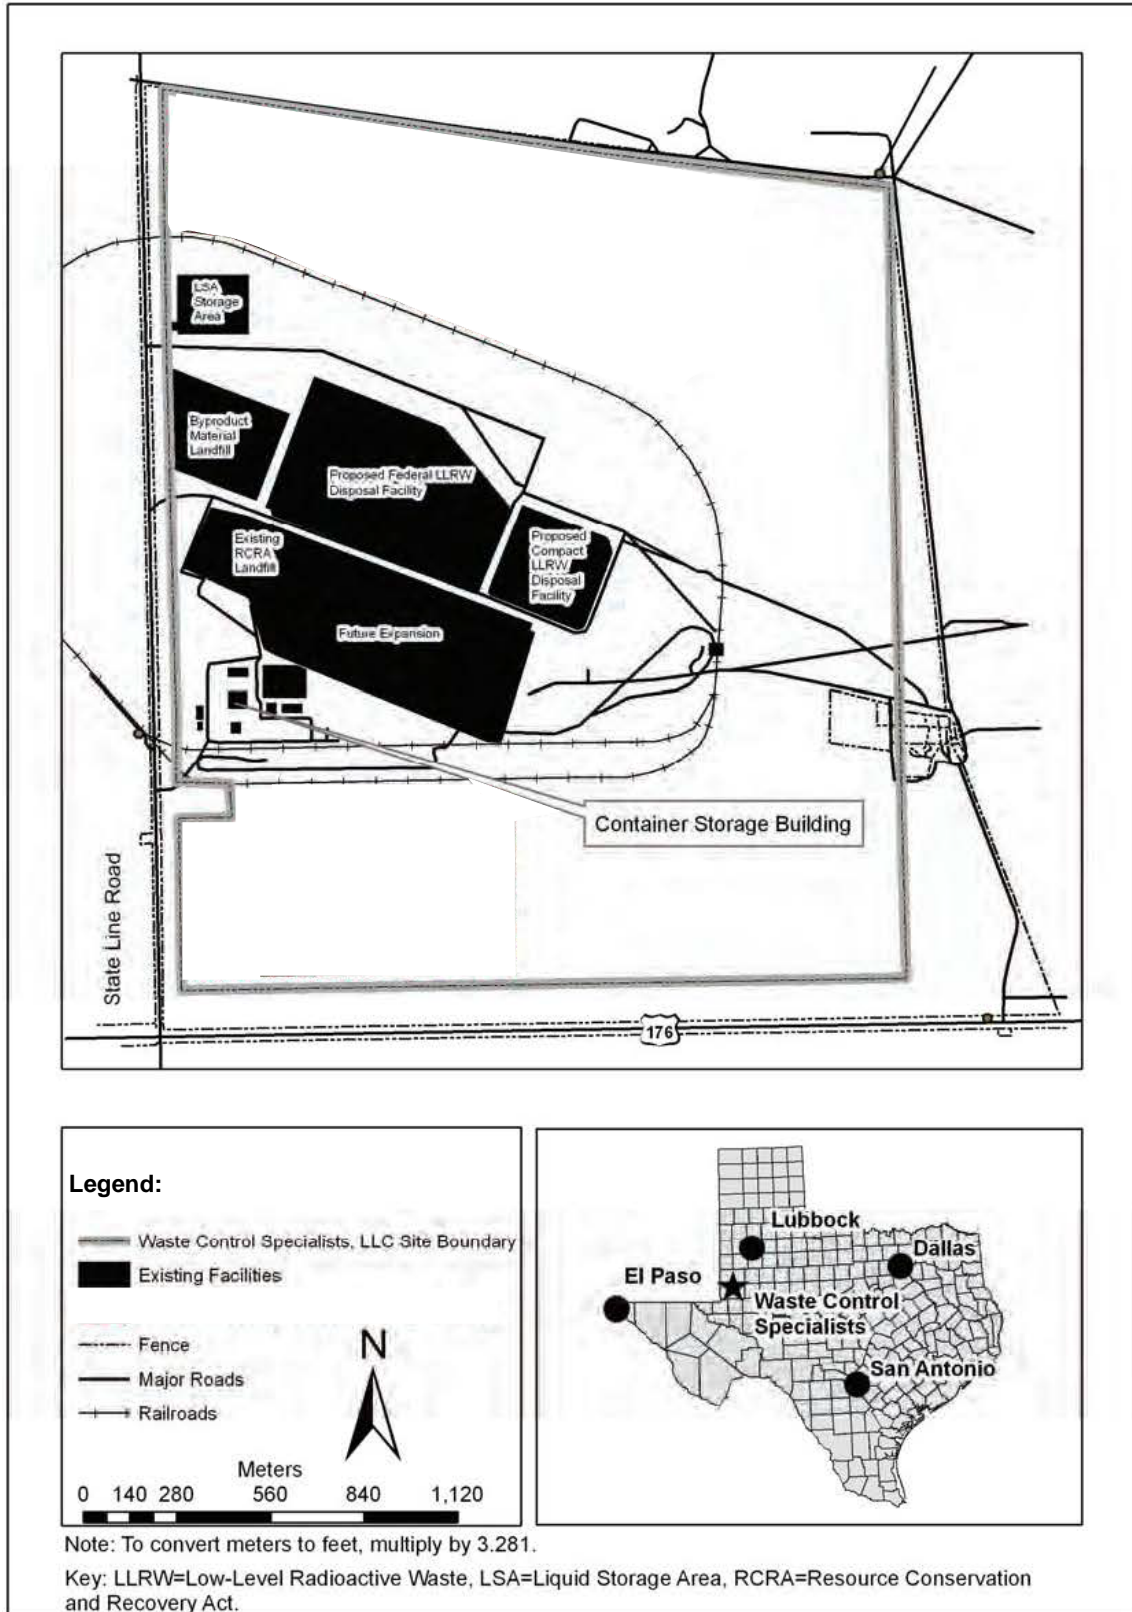 LSA
Storage
Area
Byproduct
Material
Landfill
Proposed Federal LLRW
Disposal Facility
Existing
RCRA
Landfill
Proposed
Compact
LLRW
Disposal
Facility
Future Expansion
Container Storage Building
State Line Road
176
Legend:
Waste Control Specialists, LLC Site Boundary
Existing Facilities
Fence
Major Roads
Railroads
N
Meters
0 140 280 560 840 1,120
Lubbock
Dallas
El Paso
Waste Control
Specialists
San Antonio
Note: To convert meters to feet, multiply by 3.281.
Key: LLRW=Low-Level Radioactive Waste, LSA=Liquid Storage Area, RCRA=Resource Conservation
and Recovery Act.